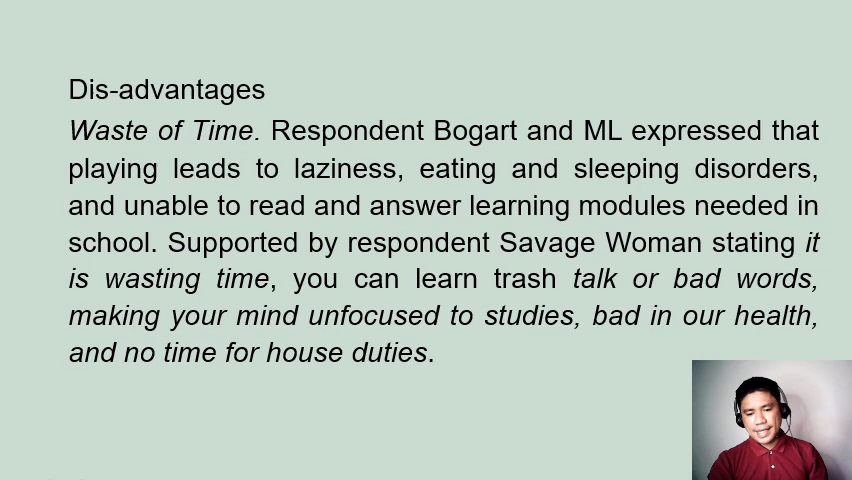 Dis-advantages
Waste of Time. Respondent Bogart and ML expressed that
playing leads to laziness, eating and sleeping disorders,
and unable to read and answer learning modules needed in
school. Supported by respondent Savage Woman stating it
is wasting time, you can learn trash talk or bad words,
making your mind unfocused to studies, bad in our health,
and no time for house duties.